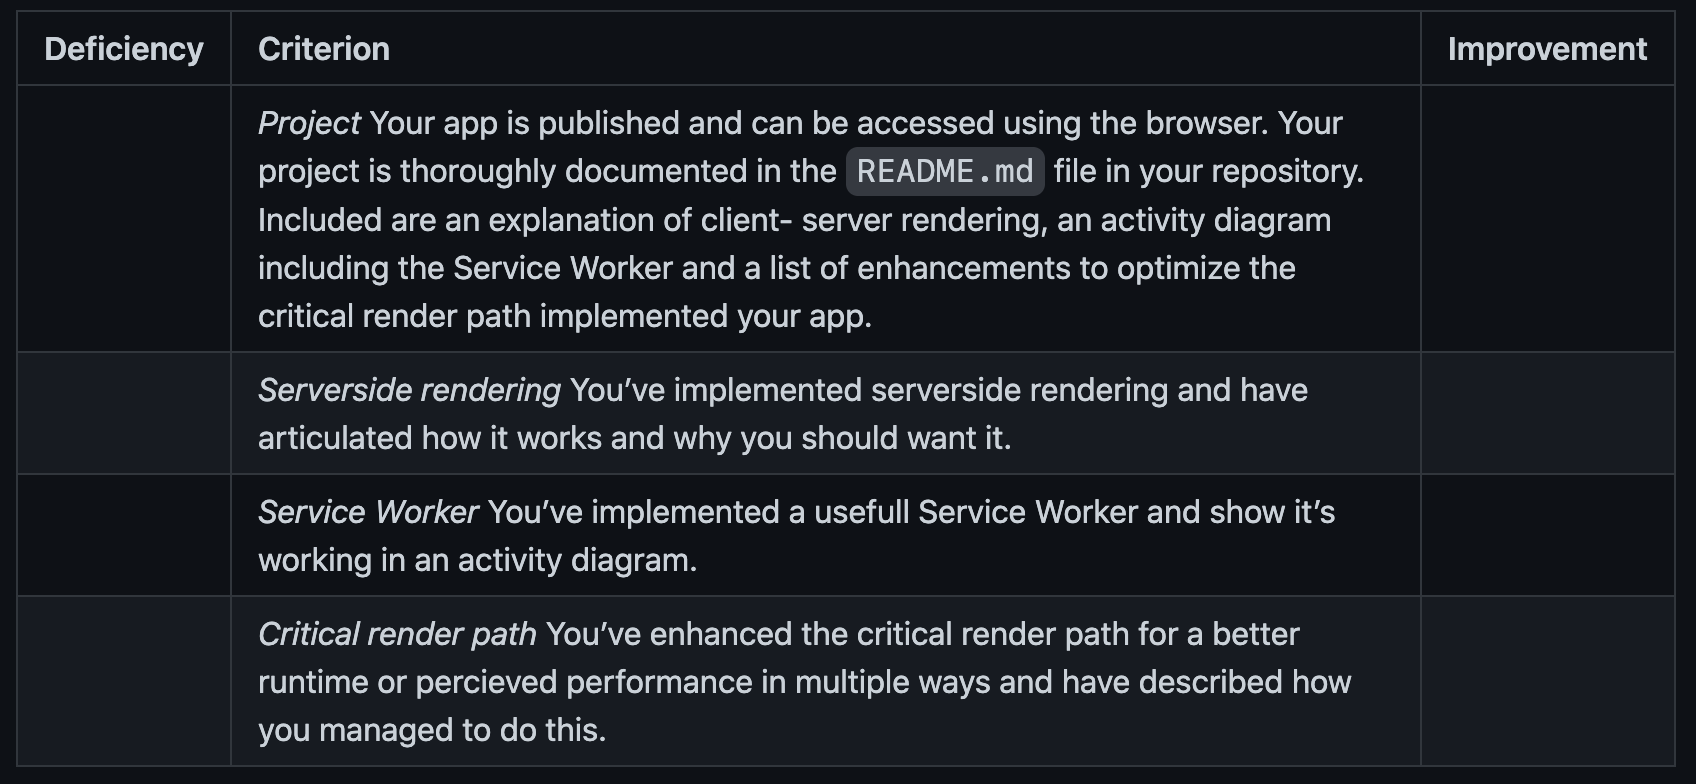 Deficiency Criterion Improvement
Project Your app is published and can be accessed using the browser. Your
project is thoroughly documented in the README.md file in your repository.
Included are an explanation of client- server rendering, an activity diagram
including the Service Worker and a list of enhancements to optimize the
critical render path implemented your app.
Serverside rendering You’ve implemented serverside rendering and have
articulated how it works and why you should want it.
Service Worker You’ve implemented a usefull Service Worker and show it’s
working in an activity diagram.
Critical render path You’ve enhanced the critical render path for a better
runtime or percieved performance in multiple ways and have described how
you managed to do this.